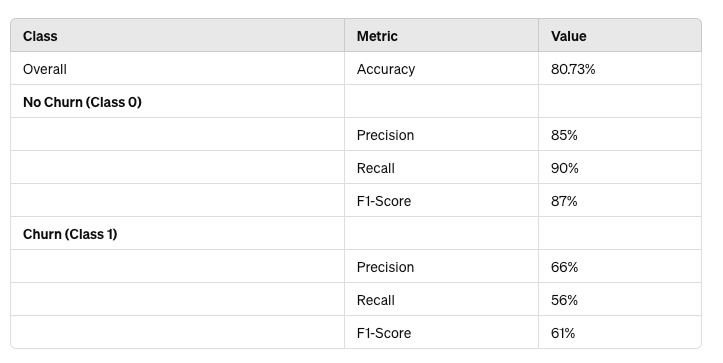 Class Metric Value
Overall Accuracy 80.73%
No Churn (Class 0)
Precision 85%
Recall 90%
F1-Score 87%
Churn (Class 1)
Precision 66%
Recall 56%
F1-Score 61%